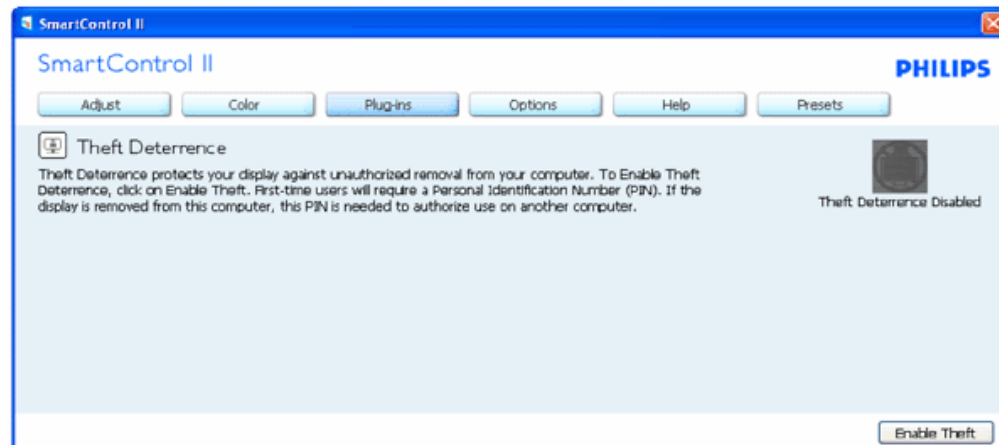 SmartControl II
SmartControl II
PHILIPS
Adjust Color Plug-ins Options Help Presets
Theft Deterrence
Theft Deterrence protects your display against unauthorized removal from your computer. To Enable Theft
Deterrence, click on Enable Theft. First-time users will require a Personal Identification Number (PIN). If the
display is removed from this computer, this PIN is needed to authorize use on another computer.
Theft Deterrence Disabled
Enable Theft